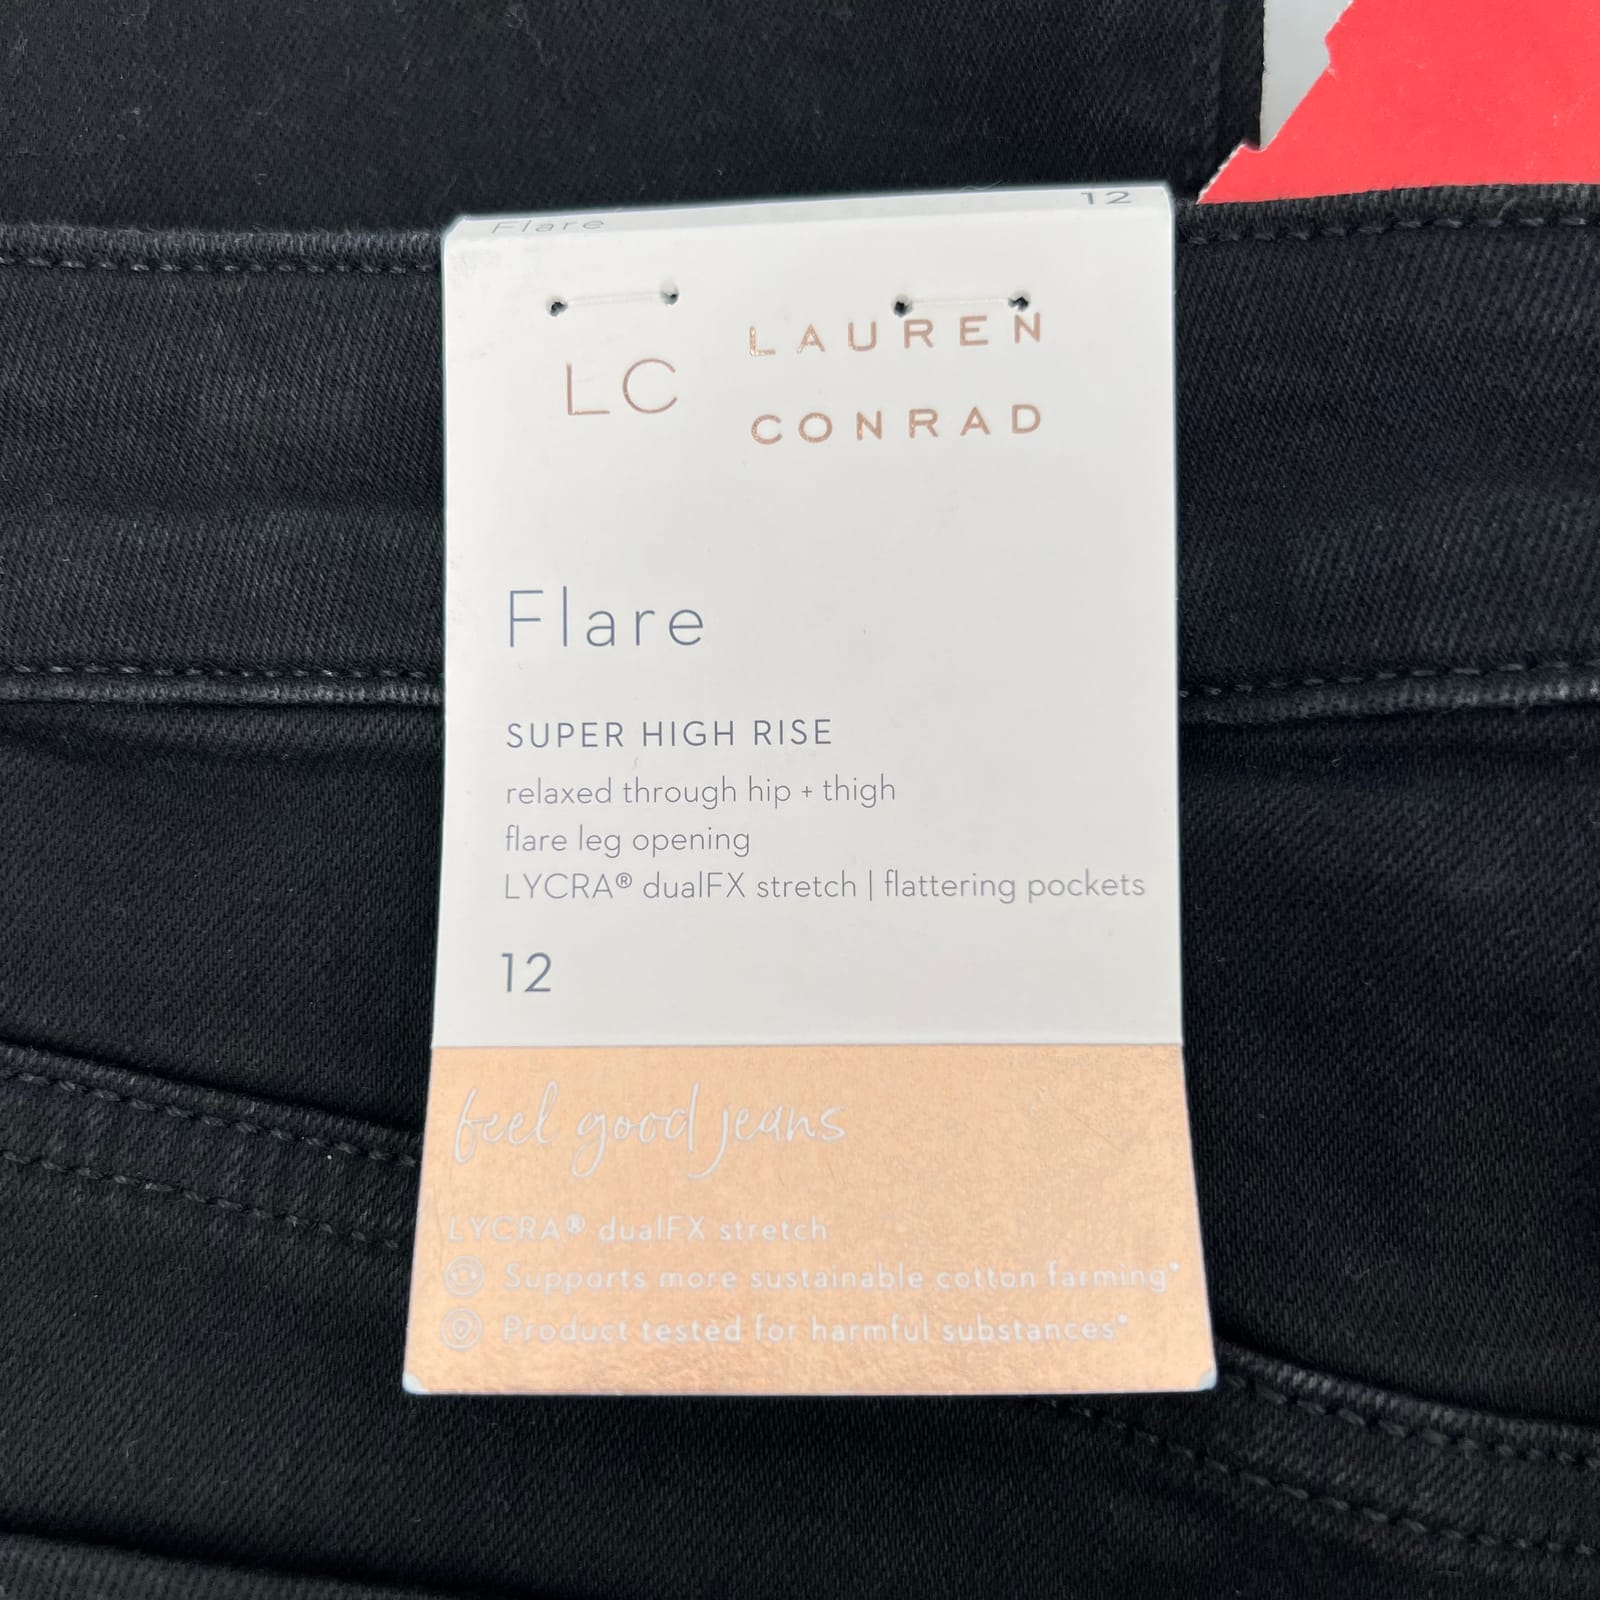 Flare 12
LC LAUREN
CONRAD
Flare
SUPER HIGH RISE
relaxed through hip + thigh
flare leg opening
LYCRA® dualFX stretch | flattering pockets
12
feel good jeans
LYCRA® dualFX stretch
Supports more sustainable cotton farming*
Product tested for harmful substances*